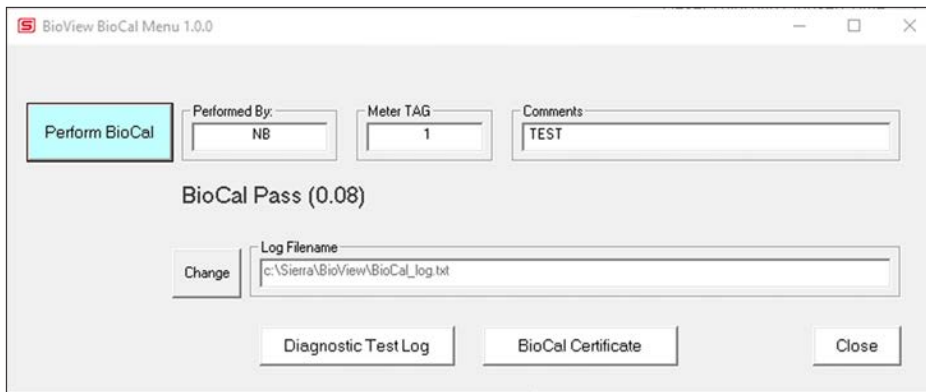 BioView BioCal Menu 1.0.0
Perform BioCal
Performed By:
NB
Meter TAG
1
Comments
TEST
BioCal Pass (0.08)
Change
Log Filename
c:\Sierra\BioView\BioCal_log.txt
Diagnostic Test Log
BioCal Certificate
Close